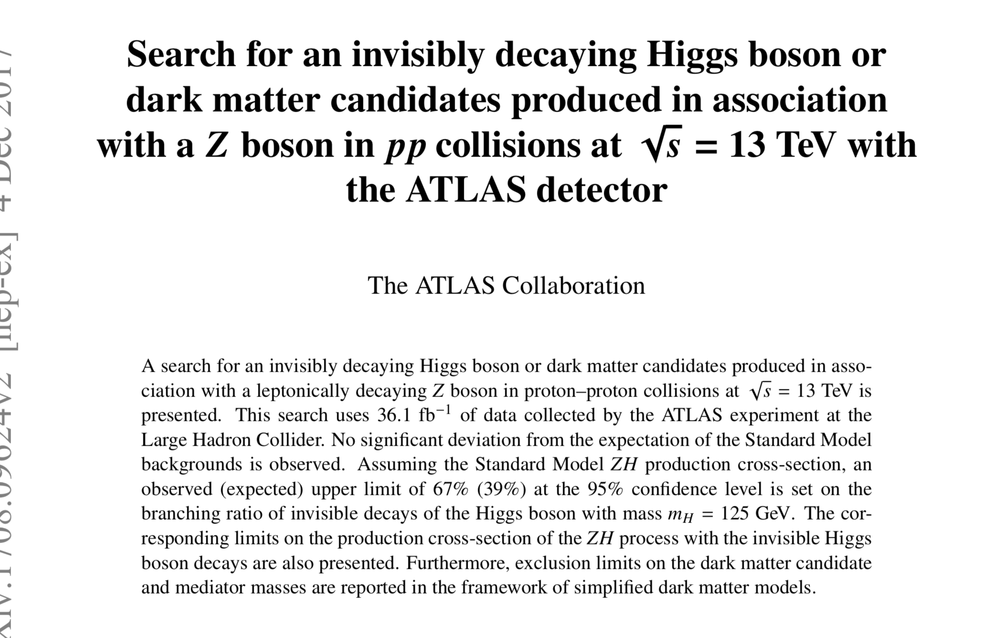 Search for an invisibly decaying Higgs boson or
dark matter candidates produced in association
with a Z boson in pp collisions at √s = 13 TeV with
the ATLAS detector
The ATLAS Collaboration
A search for an invisibly decaying Higgs boson or dark matter candidates produced in asso-
ciation with a leptonically decaying Z boson in proton–proton collisions at √s = 13 TeV is
presented. This search uses 36.1 fb⁻¹ of data collected by the ATLAS experiment at the
Large Hadron Collider. No significant deviation from the expectation of the Standard Model
backgrounds is observed. Assuming the Standard Model ZH production cross-section, an
observed (expected) upper limit of 67% (39%) at the 95% confidence level is set on the
branching ratio of invisible decays of the Higgs boson with mass m_H = 125 GeV. The cor-
responding limits on the production cross-section of the ZH process with the invisible Higgs
boson decays are also presented. Furthermore, exclusion limits on the dark matter candidate
and mediator masses are reported in the framework of simplified dark matter models.
[hep-ex] 4 Dec 2017